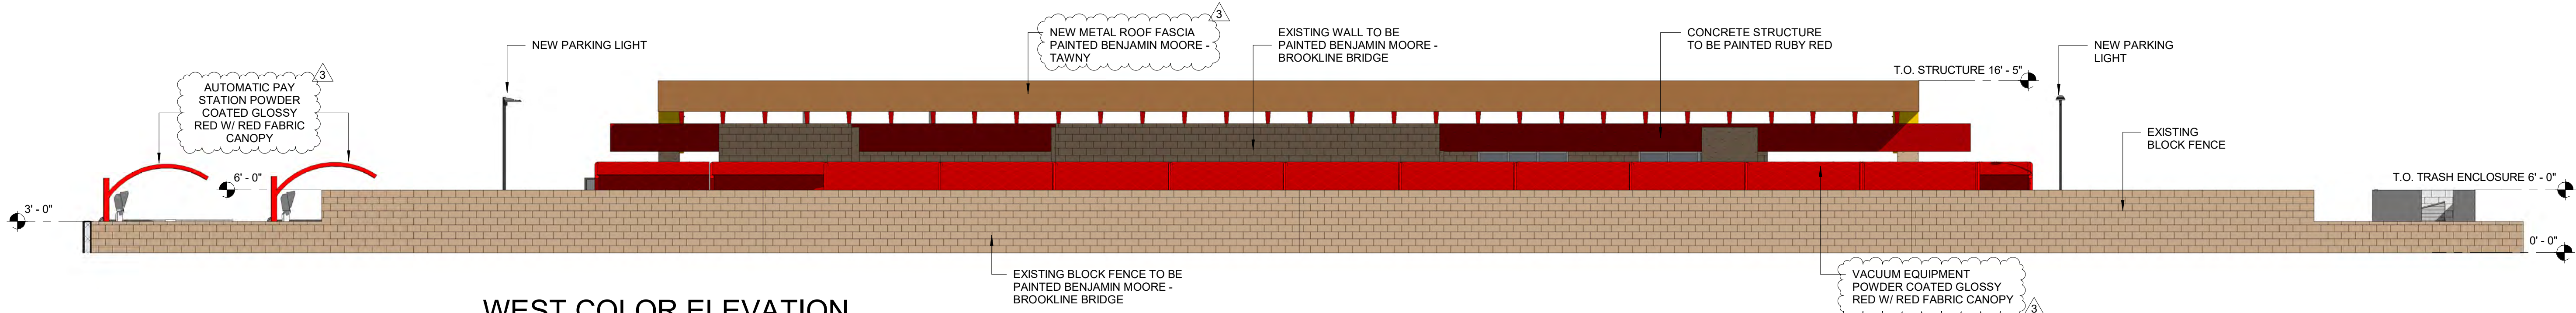 3
NEW METAL ROOF FASCIA
PAINTED BENJAMIN MOORE -
TAWNY
EXISTING WALL TO BE
PAINTED BENJAMIN MOORE -
BROOKLINE BRIDGE
CONCRETE STRUCTURE
TO BE PAINTED RUBY RED
NEW PARKING LIGHT
NEW PARKING
LIGHT
3
AUTOMATIC PAY
STATION POWDER
COATED GLOSSY
RED W/ RED FABRIC
CANOPY
T.O. STRUCTURE 16' - 5"
EXISTING
BLOCK FENCE
6' - 0"
T.O. TRASH ENCLOSURE 6' - 0"
3' - 0"
0' - 0"
EXISTING BLOCK FENCE TO BE
PAINTED BENJAMIN MOORE -
BROOKLINE BRIDGE
VACUUM EQUIPMENT
POWDER COATED GLOSSY
RED W/ RED FABRIC CANOPY
3
WEST COLOR ELEVATION